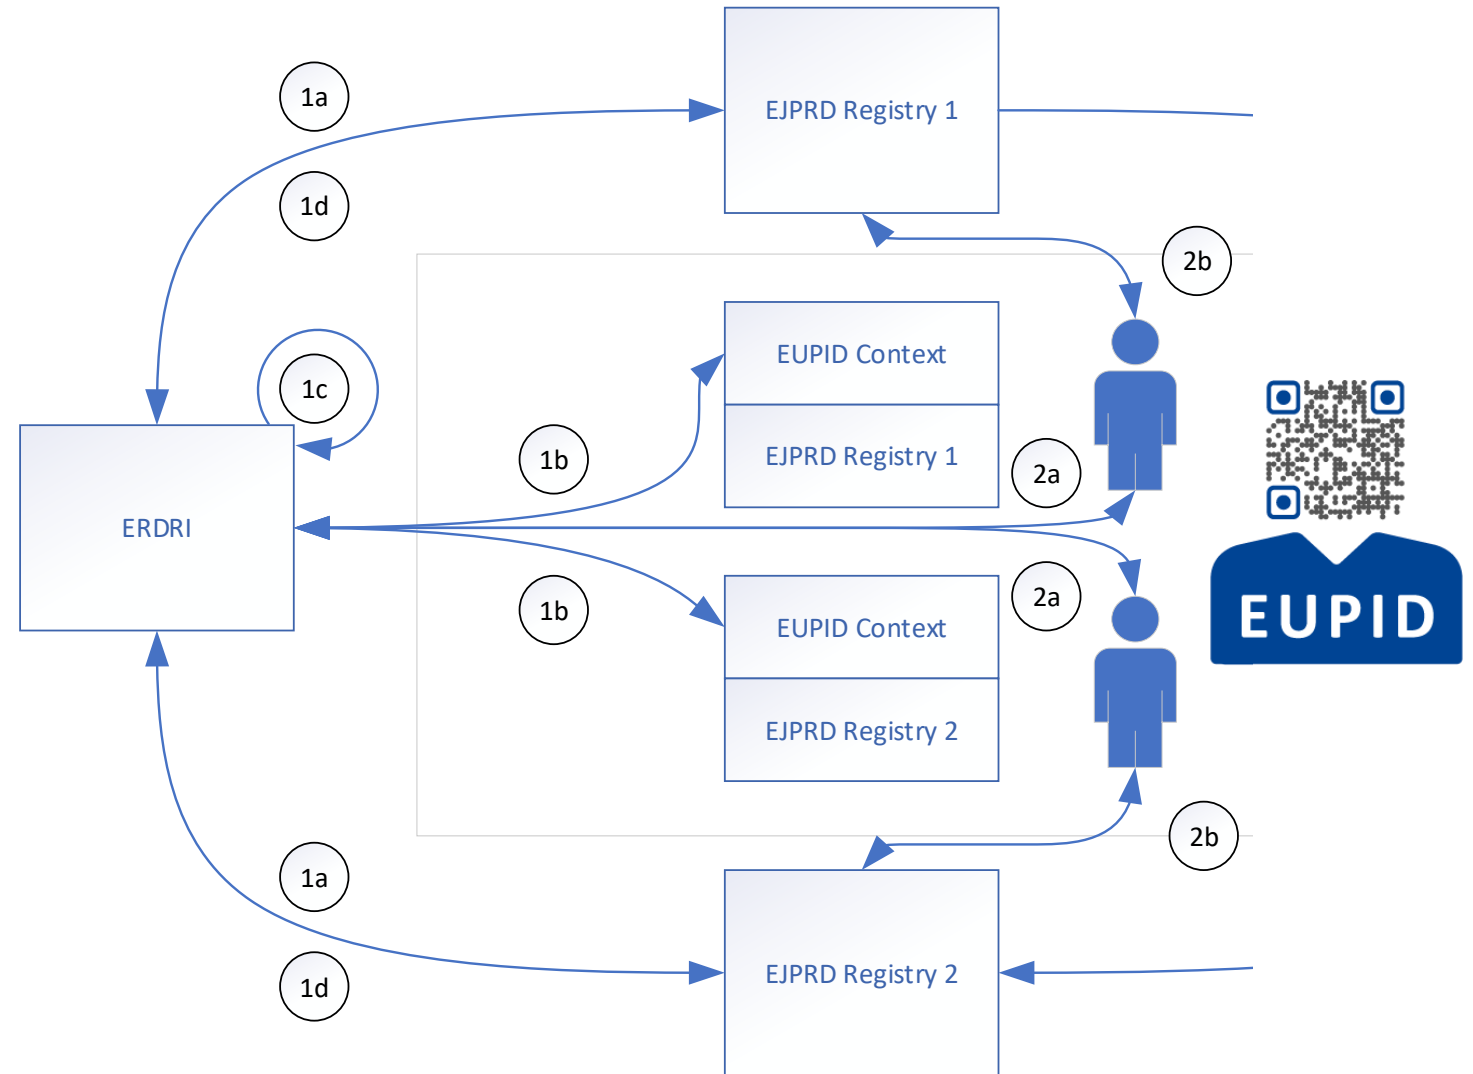 1a
EJPRD Registry 1
1d
2b
EUPID Context
1c
1b
EJPRD Registry 1
2a
ERDRI
1b
2a
EUPID Context
EUPID
EJPRD Registry 2
2b
1a
EJPRD Registry 2
1d